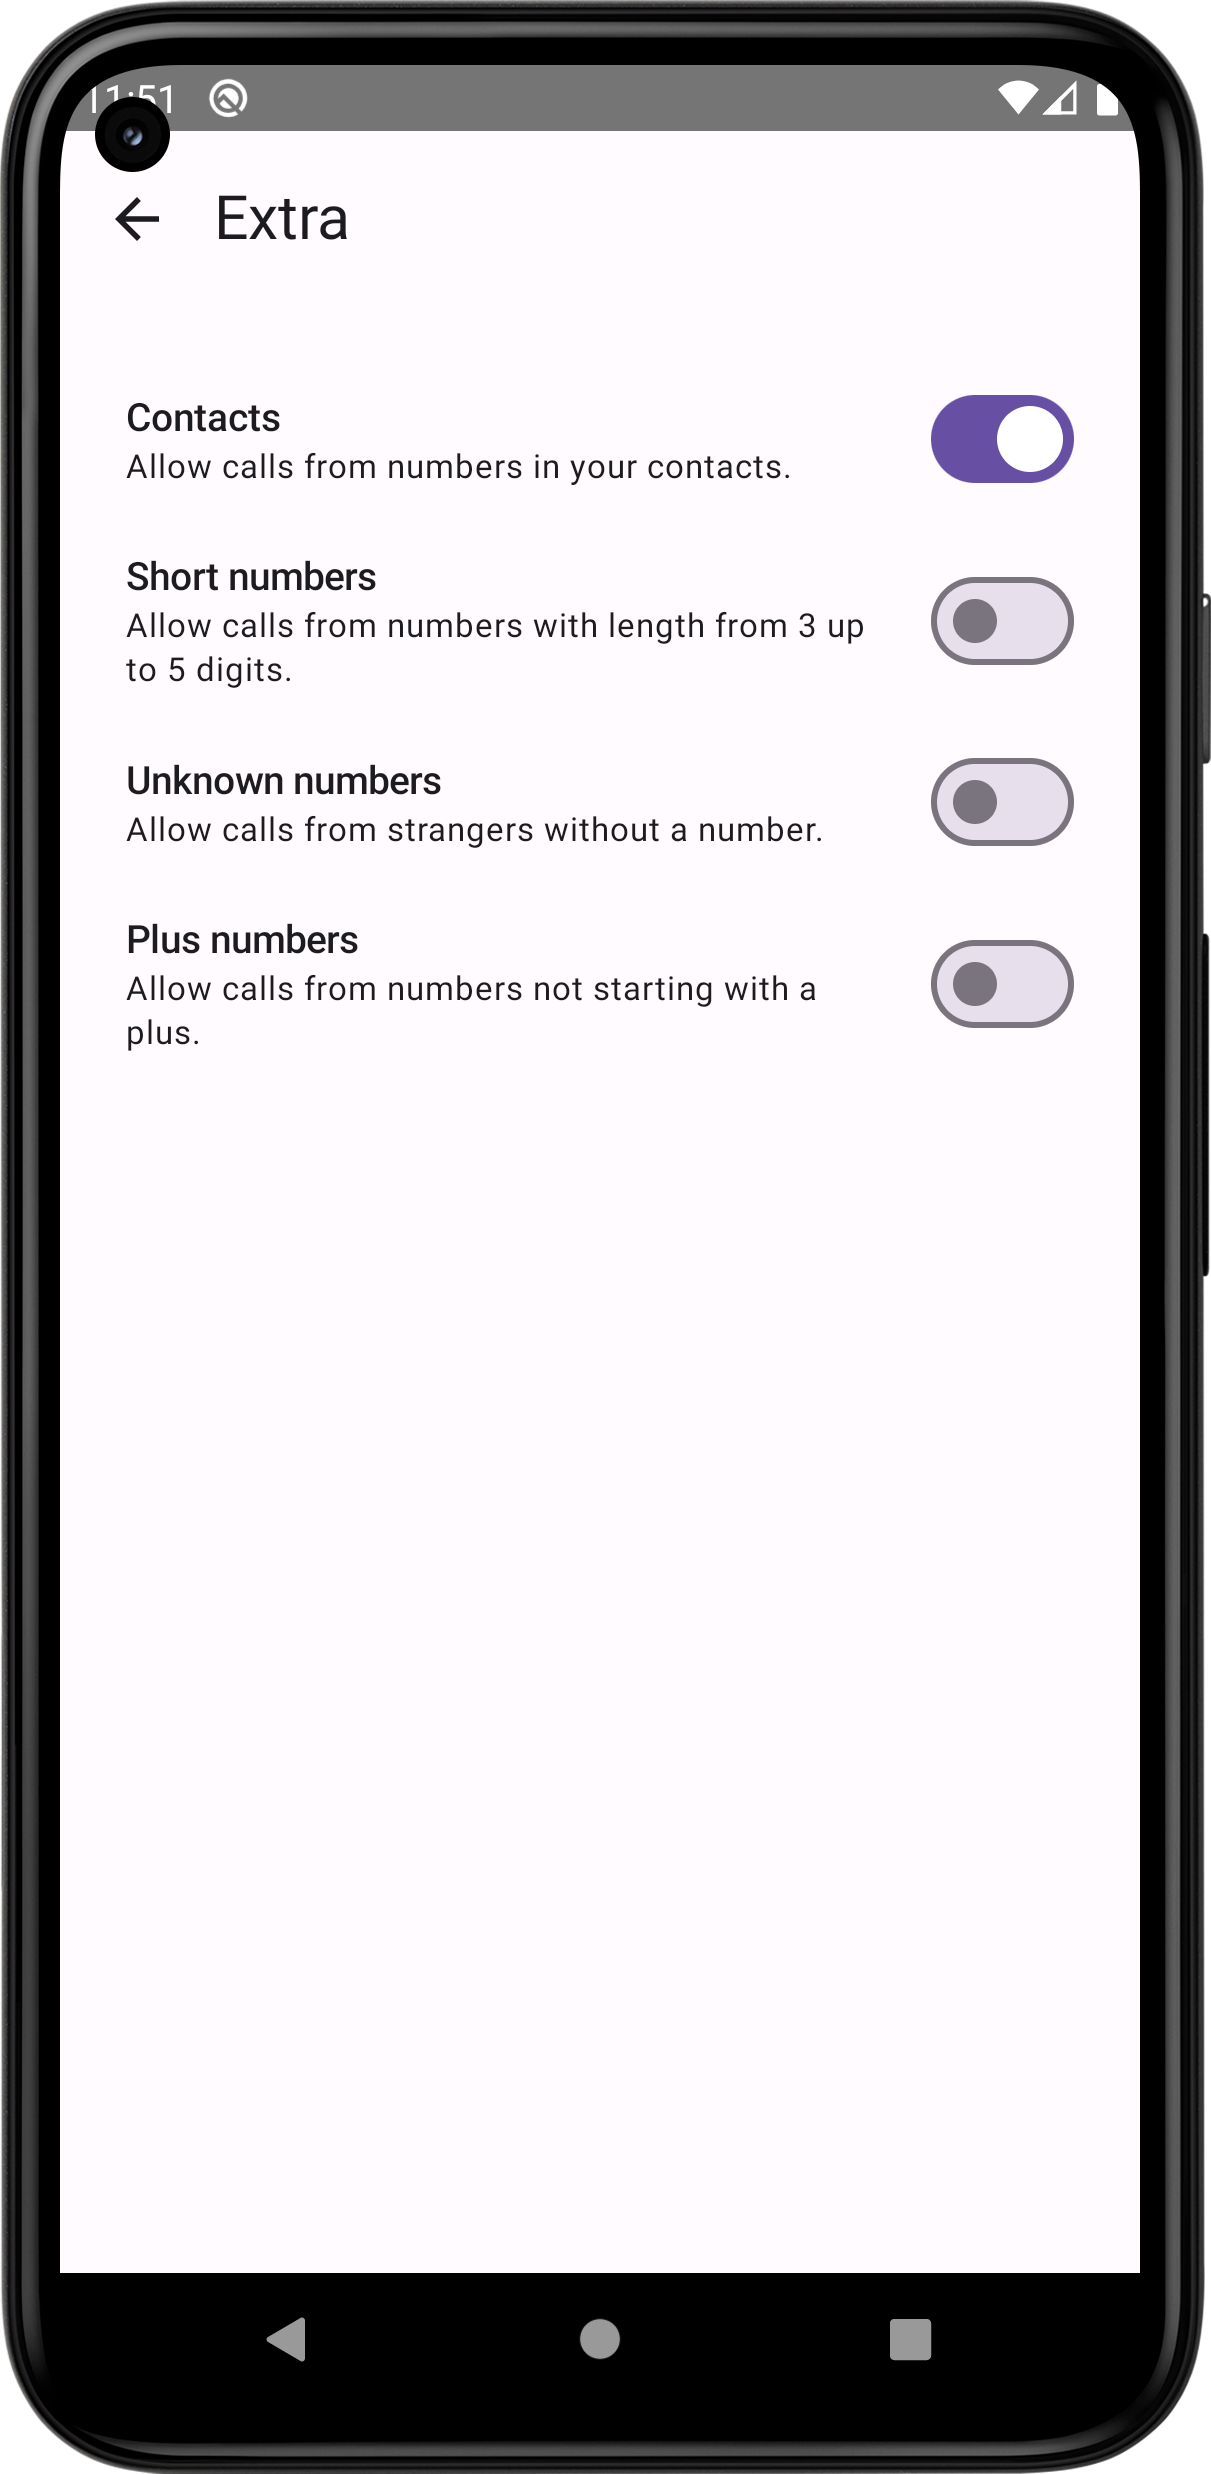 11:51
Extra
Contacts
Allow calls from numbers in your contacts.
Short numbers
Allow calls from numbers with length from 3 up
to 5 digits.
Unknown numbers
Allow calls from strangers without a number.
Plus numbers
Allow calls from numbers not starting with a
plus.